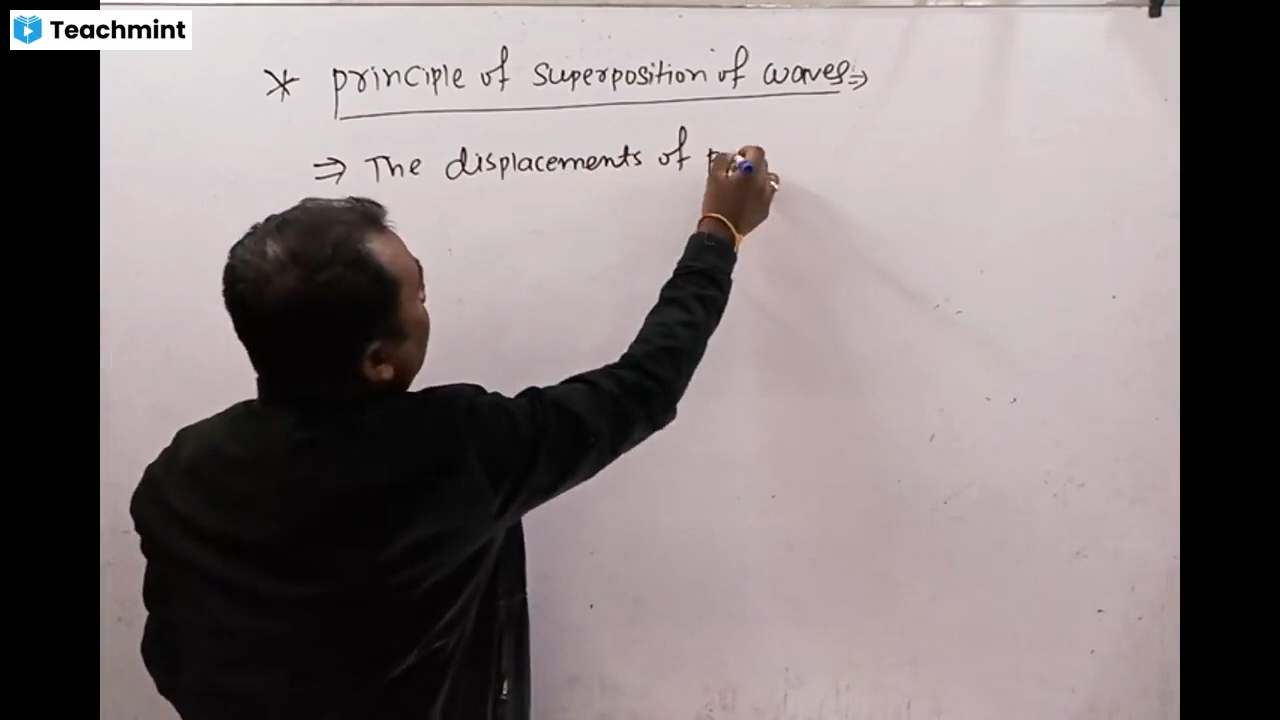 Teachmint
* principle of superposition of waves ⇒
⇒ The displacements of